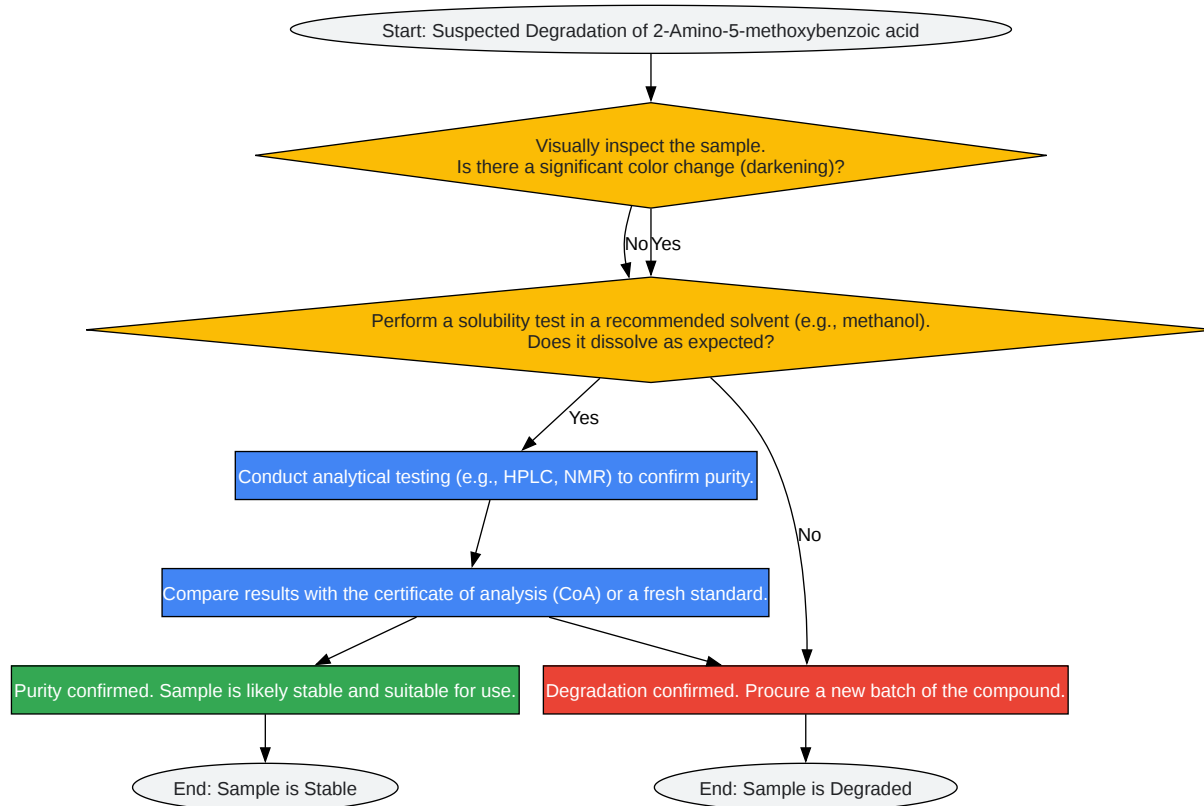 Start: Suspected Degradation of 2-Amino-5-methoxybenzoic acid
Visually inspect the sample.
Is there a significant color change (darkening)?
No
Yes
Perform a solubility test in a recommended solvent (e.g., methanol).
Does it dissolve as expected?
Yes
Conduct analytical testing (e.g., HPLC, NMR) to confirm purity.
No
Compare results with the certificate of analysis (CoA) or a fresh standard.
Purity confirmed. Sample is likely stable and suitable for use.
Degradation confirmed. Procure a new batch of the compound.
End: Sample is Stable
End: Sample is Degraded